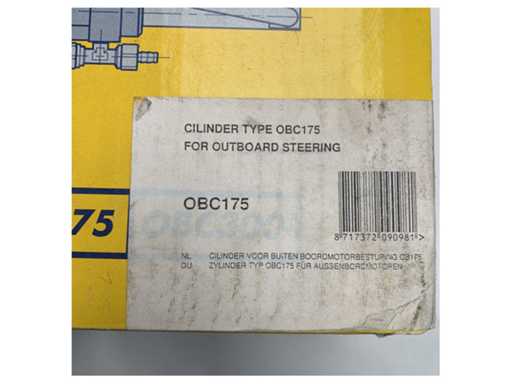 CILINDER TYPE OBC175
FOR OUTBOARD STEERING
OBC175
8 717372 090981 >
75
NL CILINDER VOOR BUITEN BOORDMOTORBESTURING OB175
DU ZYLINDER TYP OBC175 FÜR AUSSENBORDMOTOREN